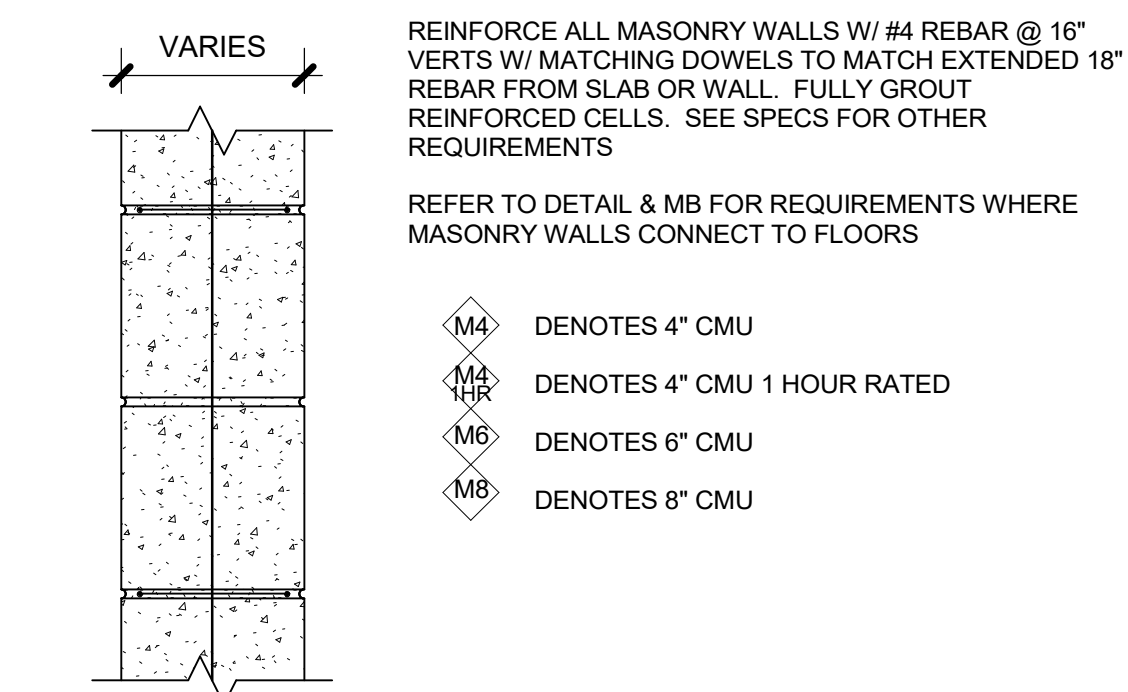 VARIES
REINFORCE ALL MASONRY WALLS W/ #4 REBAR @ 16"
VERTS W/ MATCHING DOWELS TO MATCH EXTENDED 18"
REBAR FROM SLAB OR WALL. FULLY GROUT
REINFORCED CELLS. SEE SPECS FOR OTHER
REQUIREMENTS
REFER TO DETAIL & MB FOR REQUIREMENTS WHERE
MASONRY WALLS CONNECT TO FLOORS
M4 DENOTES 4" CMU
M4
1HR DENOTES 4" CMU 1 HOUR RATED
M6 DENOTES 6" CMU
M8 DENOTES 8" CMU